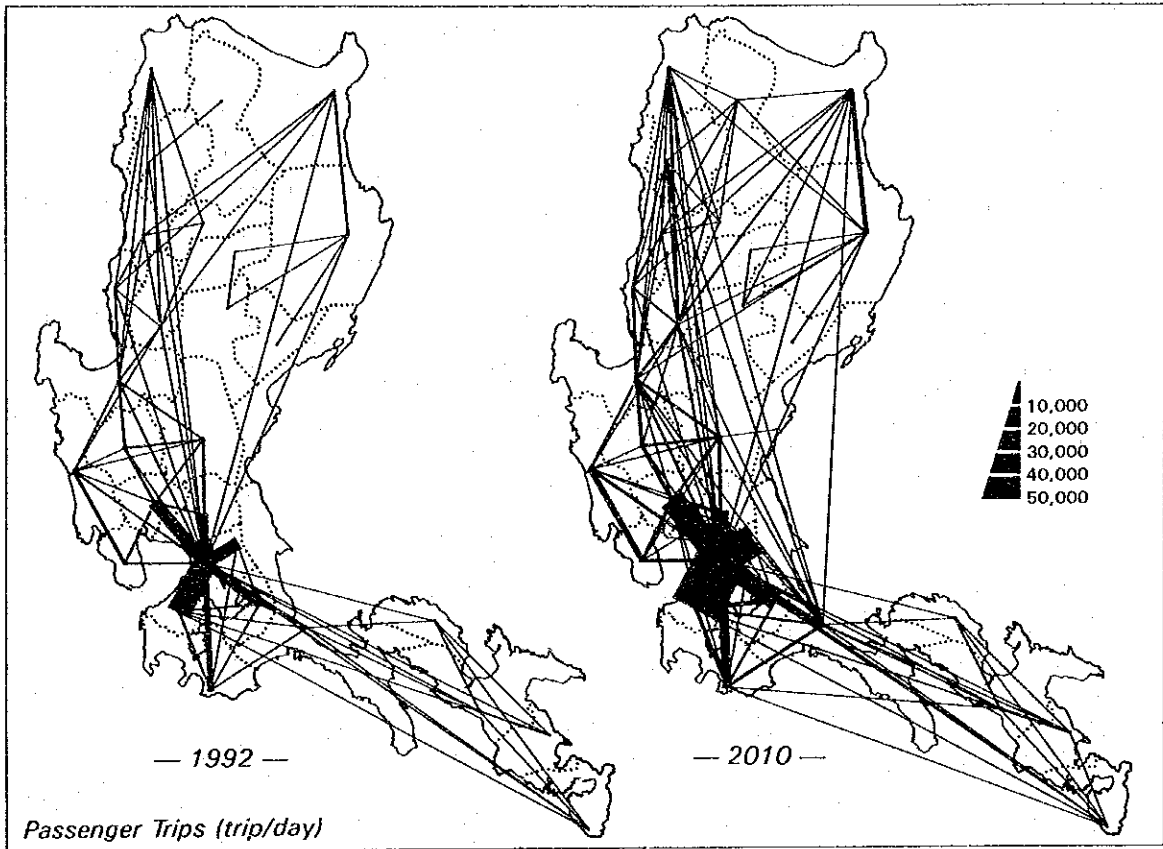 10,000
20,000
30,000
40,000
50,000
— 1992 —
— 2010 —
Passenger Trips (trip/day)